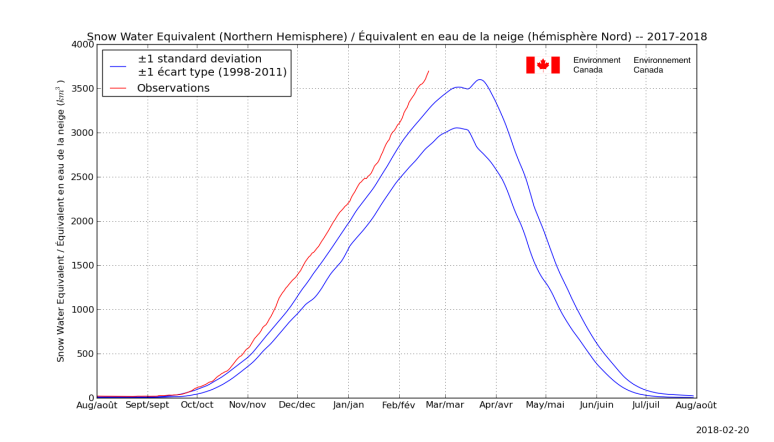 Snow Water Equivalent (Northern Hemisphere) / Équivalent en eau de la neige (hémisphère Nord) -- 2017-2018
4000
3500
3000
2500
2000
1500
1000
500
0
Snow Water Equivalent / Équivalent en eau de la neige (km³ )
±1 standard deviation
±1 écart type (1998-2011)
Observations
Environment Canada
Environnement Canada
Aug/août Sept/sept Oct/oct Nov/nov Dec/dec Jan/jan Feb/fév Mar/mar Apr/avr May/mai Jun/juin Jul/juil Aug/août
2018-02-20